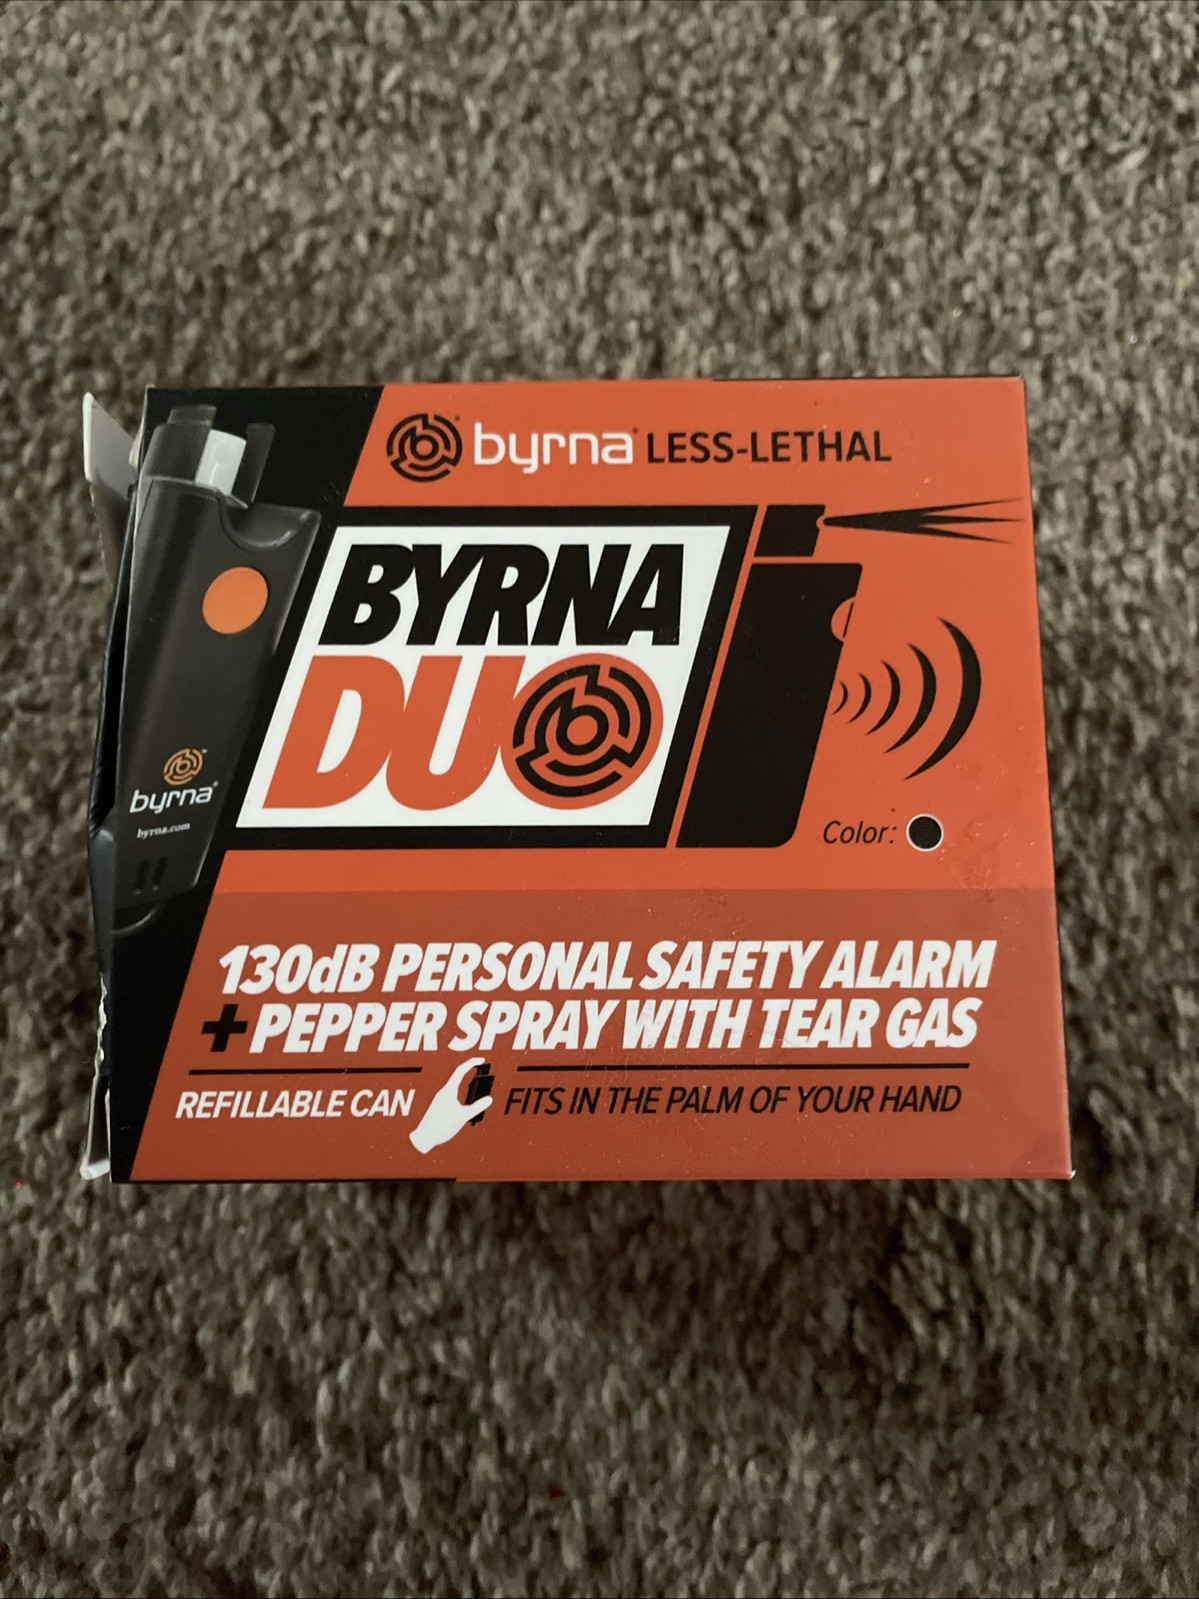 byrna LESS-LETHAL
BYRNA
DUO
byrna
byrna.com
Color:
130dB PERSONAL SAFETY ALARM
+ PEPPER SPRAY WITH TEAR GAS
REFILLABLE CAN FITS IN THE PALM OF YOUR HAND